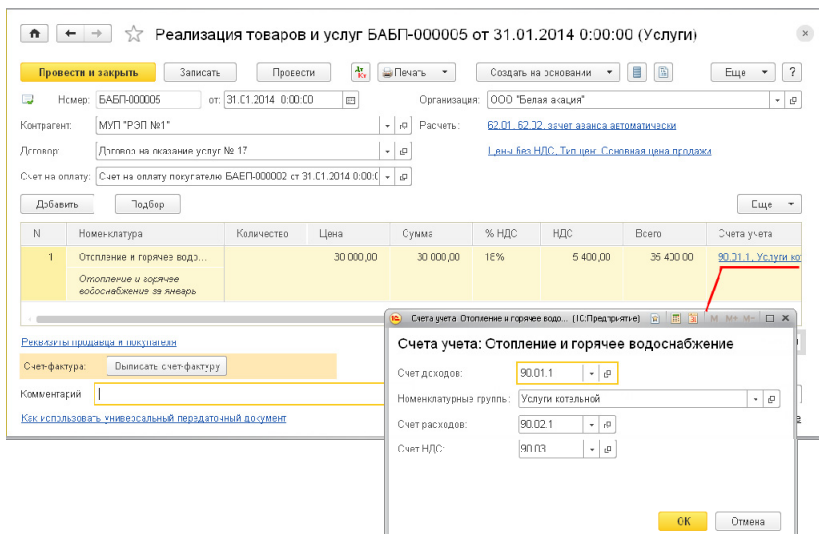 Реализация товаров и услуг БАБП-000005 от 31.01.2014 0:00:00 (Услуги)
Провести и закрыть Записать Провести Дт Кт Печать Создать на основании Еще ?
Номер: БАБП-000005 от: 31.01.2014 0:00:00 Организация: ООО "Белая акация"
Контрагент: МУП "РЭП №1" Расчеты: 62.01, 62.02, зачет аванса автоматически
Договор: Договор на оказание услуг № 17 Цены без НДС, Тип цен: Основная цена продажи
Счет на оплату: Счет на оплату покупателю БАБП-000002 от 31.01.2014 0:00:0
Добавить Подбор Еще
N Номенклатура Количество Цена Сумма % НДС НДС Всего Счета учета
1 Отопление и горячее водо... 30 000,00 30 000,00 18% 5 400,00 35 400,00 90.01.1, Услуги кот
Отопление и горячее
водоснабжение за январь
Счета учета: Отопление и горячее водо... (1С:Предприятие) M M+ M-
Реквизиты продавца и покупателя
Счета учета: Отопление и горячее водоснабжение
Счет-фактура: Выписать счет-фактуру
Счет доходов: 90.01.1
Комментарий
Номенклатурные группы: Услуги котельной
Как использовать универсальный передаточный документ
Счет расходов: 90.02.1
Счет НДС: 90.03
OK Отмена